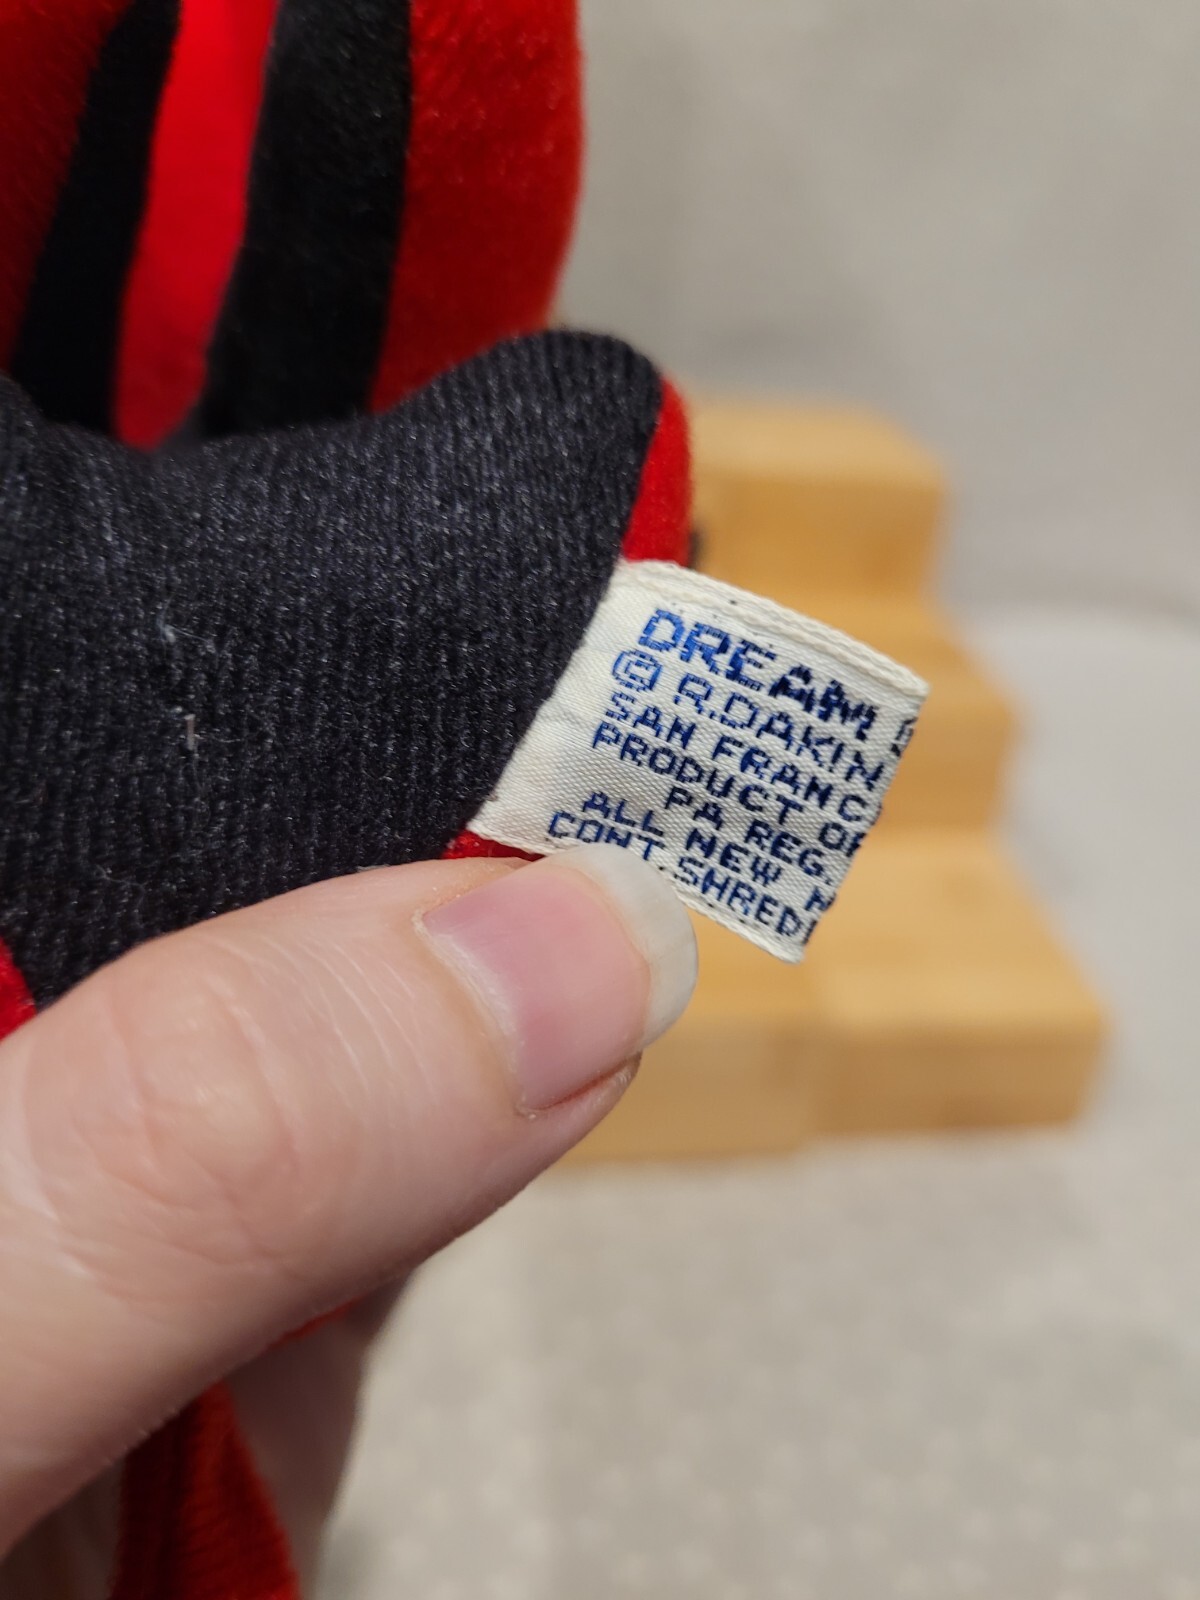 DREAM
© R.DAKIN
SAN FRANC
PRODUCT OF
PA REG.
ALL NEW M
CONT.SHRED